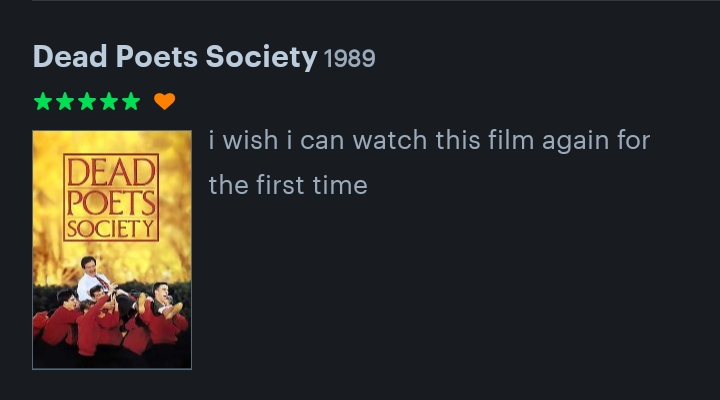 Dead Poets Society 1989
DEAD
POETS
SOCIETY
i wish i can watch this film again for
the first time